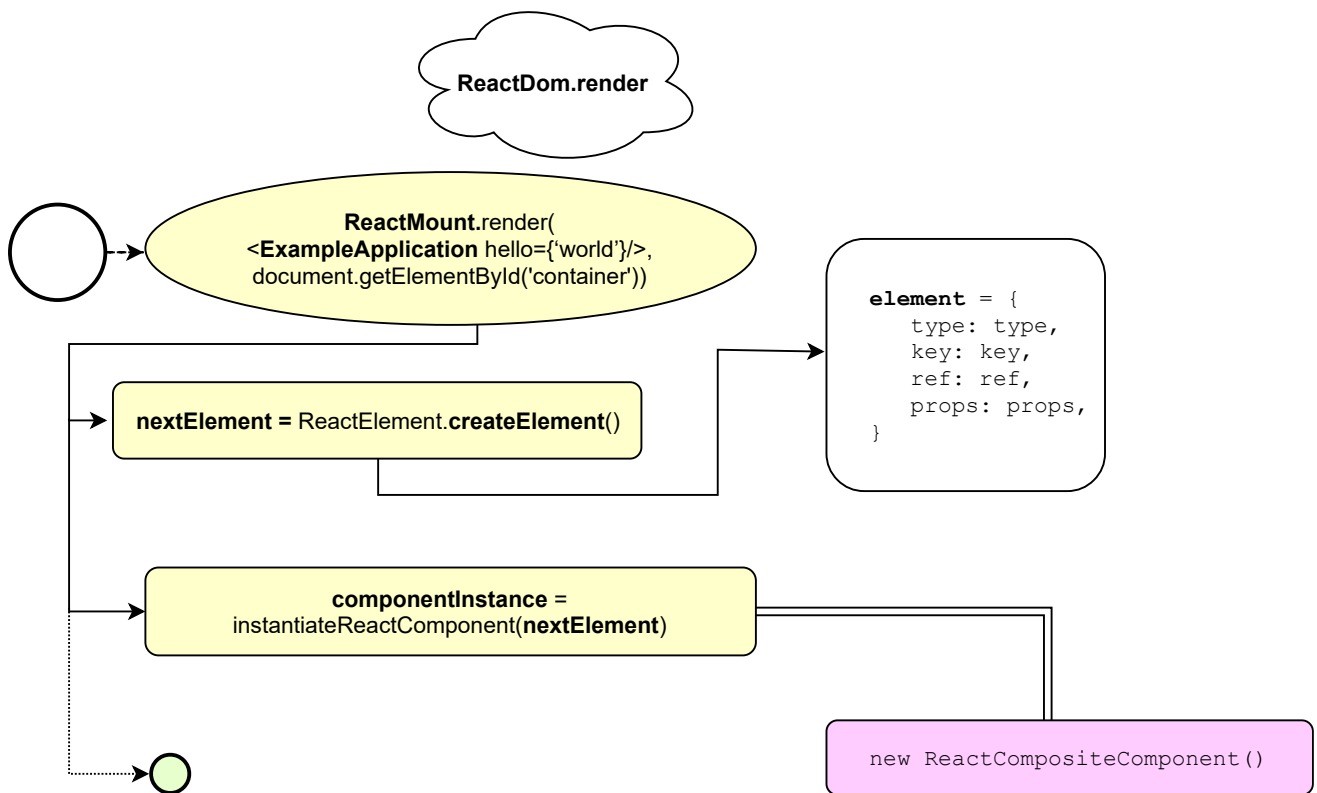 ReactDom.render
ReactMount.render(
<ExampleApplication hello={‘world’}/>,
document.getElementById('container'))
element = {
type: type,
key: key,
ref: ref,
props: props,
}
nextElement = ReactElement.createElement()
componentInstance =
instantiateReactComponent(nextElement)
new ReactCompositeComponent()